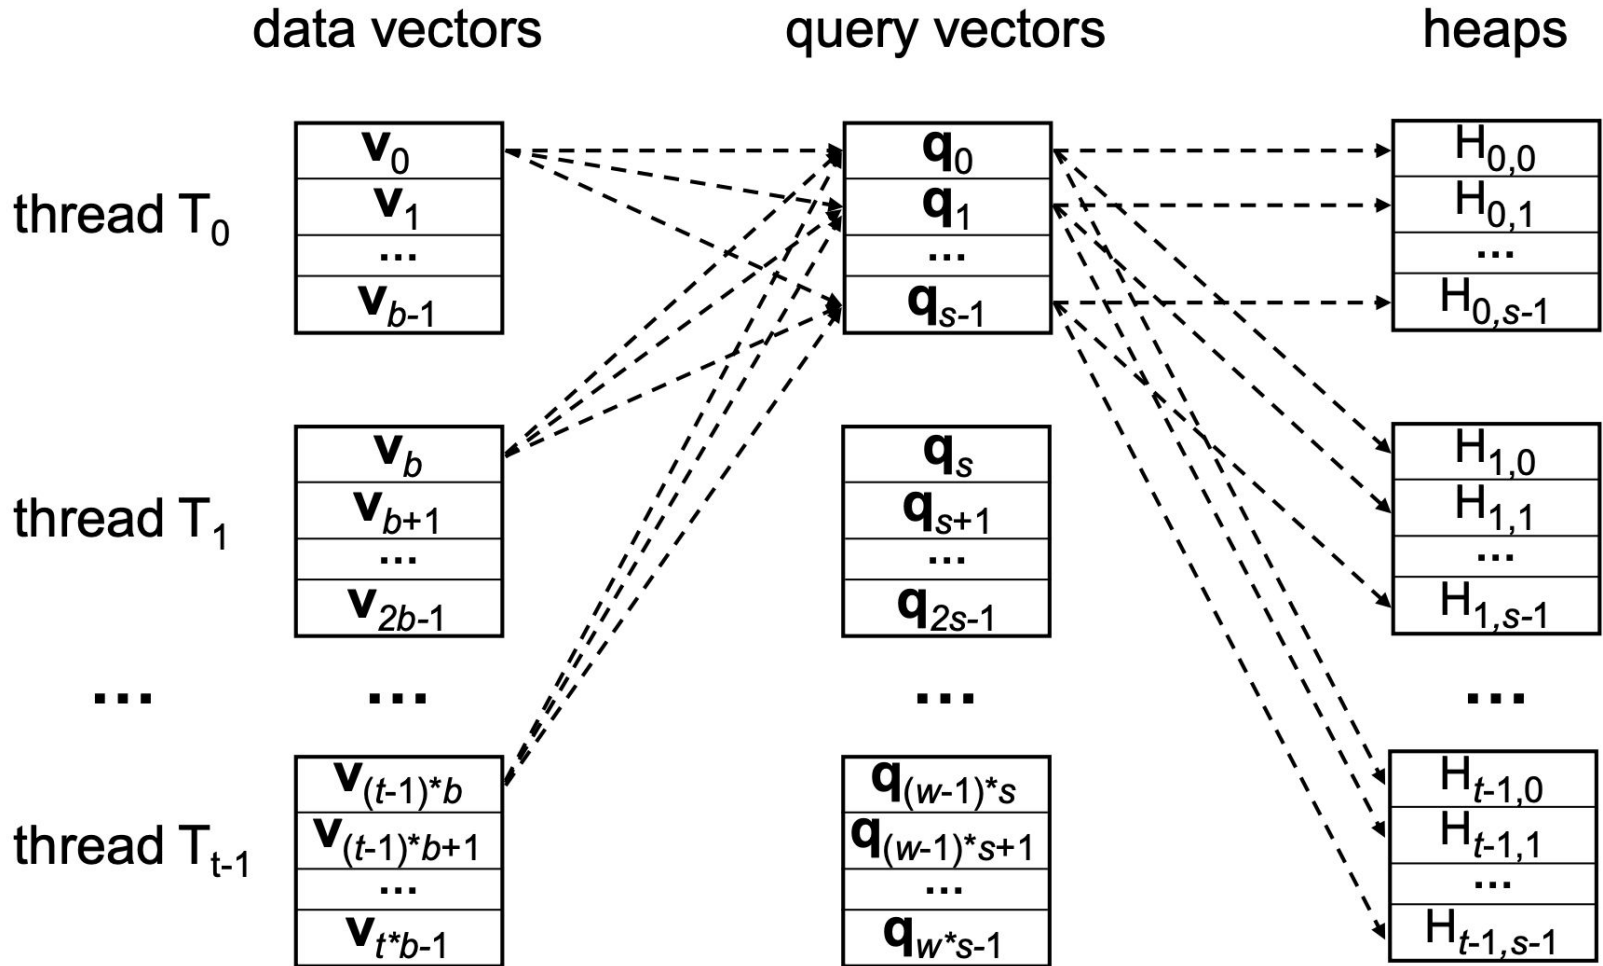 data vectors query vectors heaps
v0 q0 H0,0
thread T0 v1 q1 H0,1
... ... ...
vb-1 qs-1 H0,s-1
vb qs H1,0
thread T1 vb+1 qs+1 H1,1
... ... ...
v2b-1 q2s-1 H1,s-1
... ... ... ...
v(t-1)*b q(w-1)*s Ht-1,0
thread Tt-1 v(t-1)*b+1 q(w-1)*s+1 Ht-1,1
... ... ...
vt*b-1 qw*s-1 Ht-1,s-1